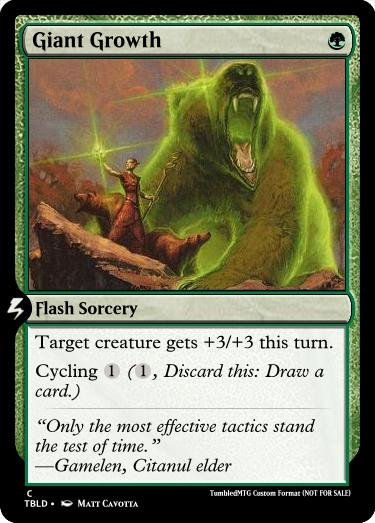 Giant Growth
Flash Sorcery
Target creature gets +3/+3 this turn.
Cycling 1 (1, Discard this: Draw a
card.)
“Only the most effective tactics stand
the test of time.”
—Gamelen, Citanul elder
C
TBLD • Matt Cavotta
TumbledMTG Custom Format (NOT FOR SALE)